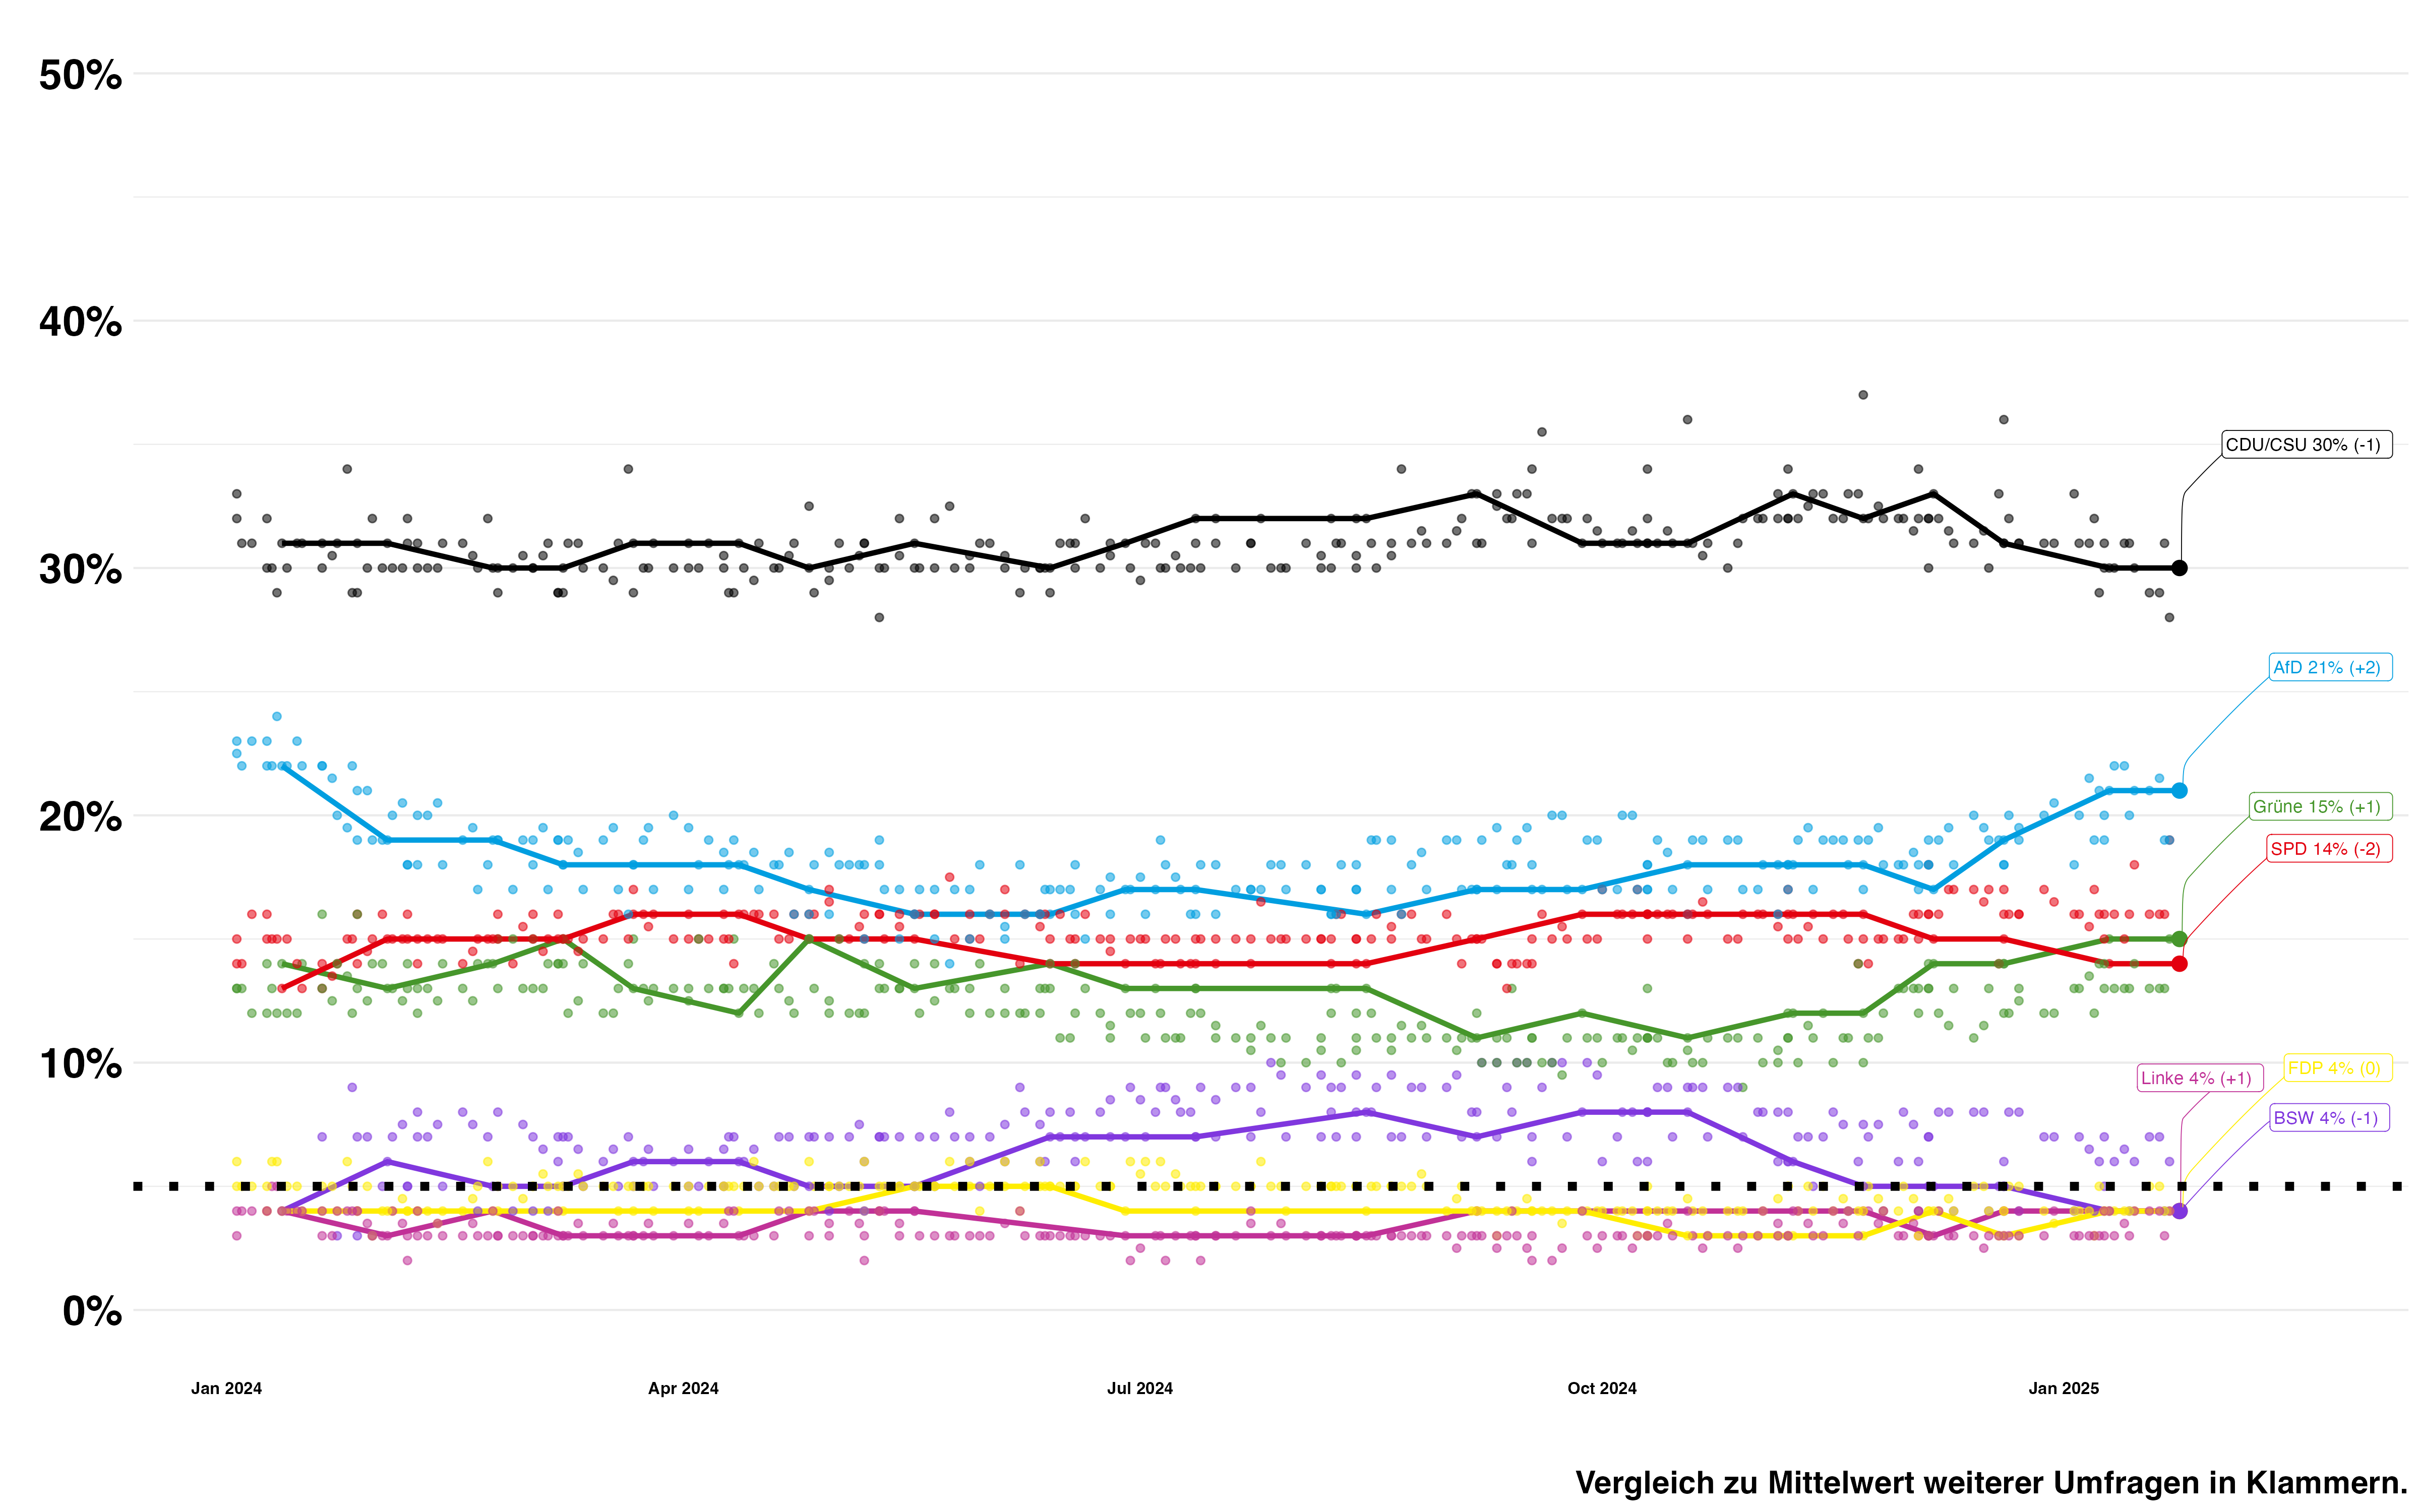 50%
40%
30%
20%
10%
0%
CDU/CSU 30% (-1)
AfD 21% (+2)
Grüne 15% (+1)
SPD 14% (-2)
FDP 4% (0)
Linke 4% (+1)
BSW 4% (-1)
Jan 2024 Apr 2024 Jul 2024 Oct 2024 Jan 2025
Vergleich zu Mittelwert weiterer Umfragen in Klammern.